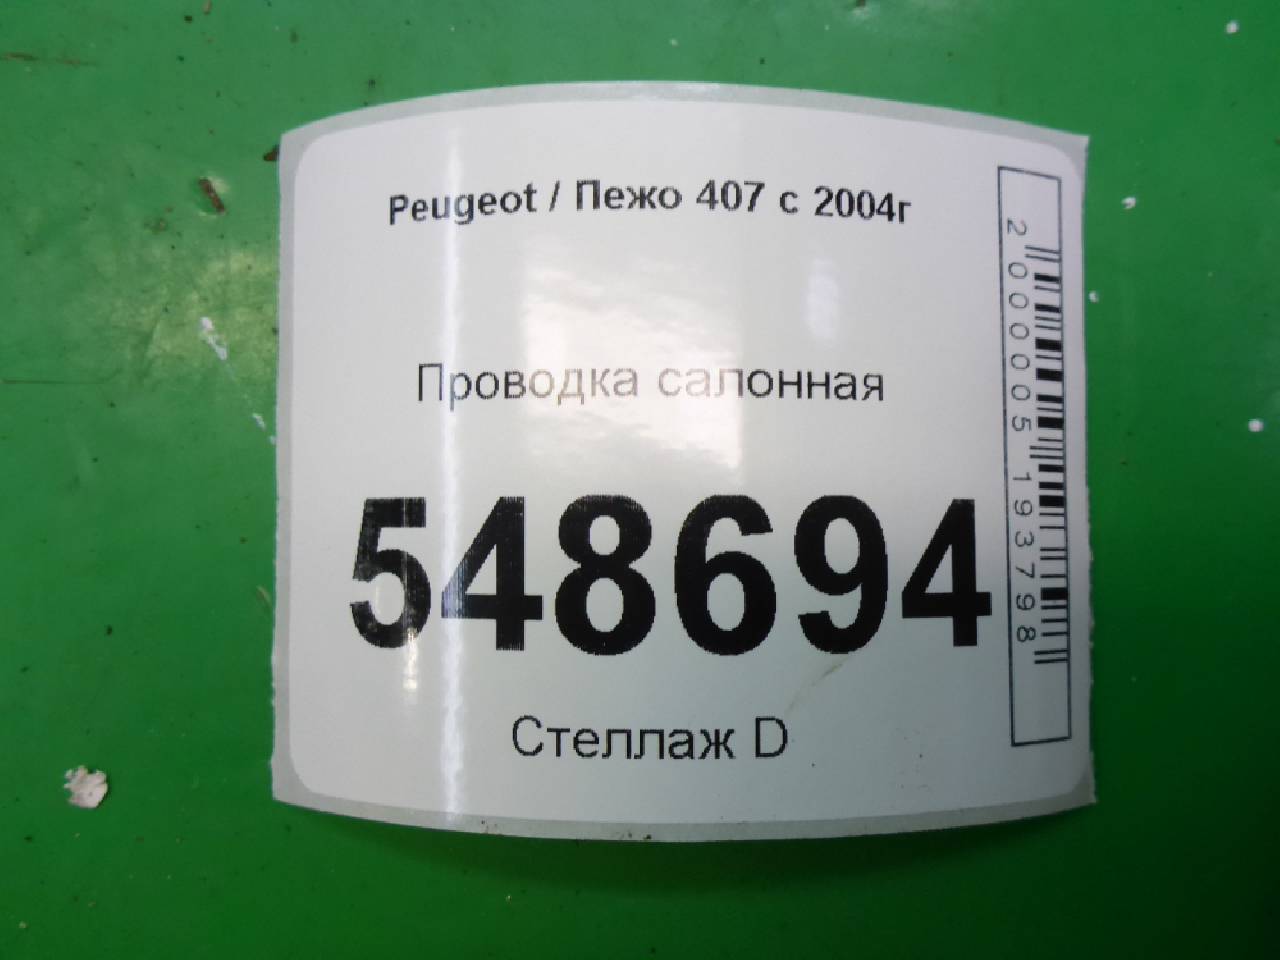 Peugeot / Пежо 407 с 2004г
Проводка салонная
548694
Стеллаж D
2000005193798